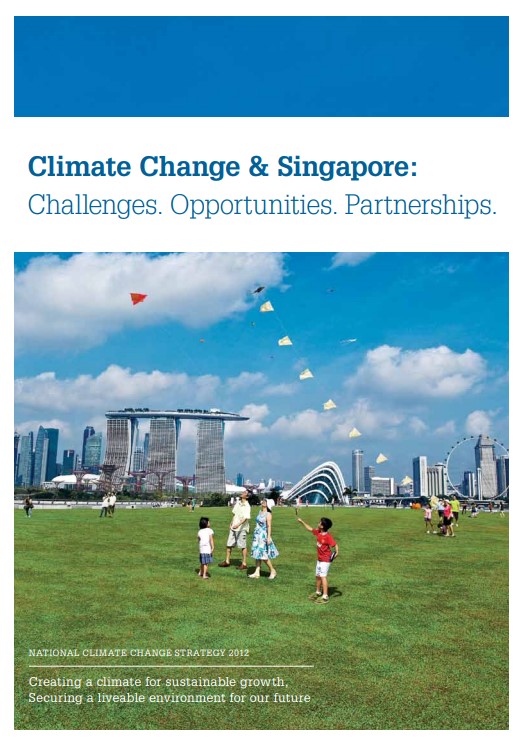 Climate Change & Singapore:
Challenges. Opportunities. Partnerships.
NATIONAL CLIMATE CHANGE STRATEGY 2012
Creating a climate for sustainable growth,
Securing a liveable environment for our future